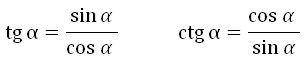 tg α = sin α / cos α    ctg α = cos α / sin α